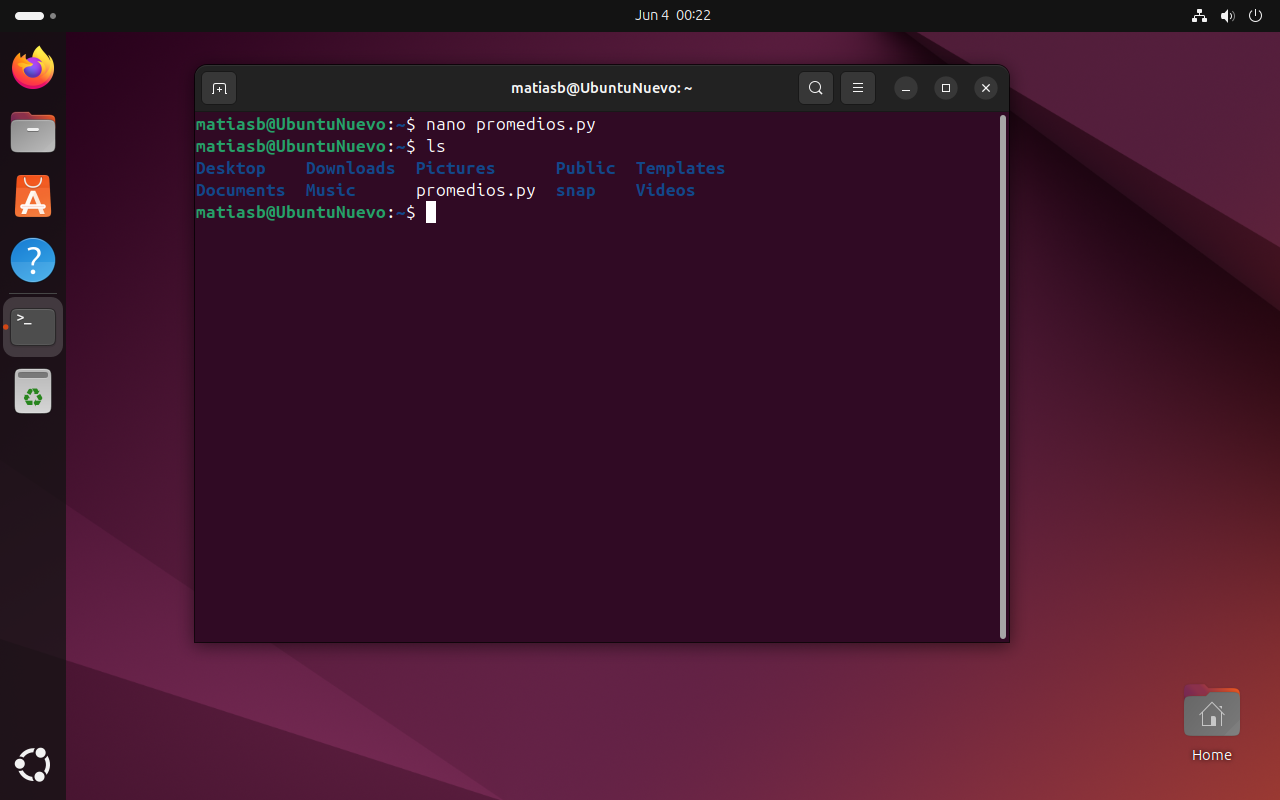 Jun 4 00:22
matiasb@UbuntuNuevo: ~
matiasb@UbuntuNuevo:~$ nano promedios.py
matiasb@UbuntuNuevo:~$ ls
Desktop Downloads Pictures Public Templates
Documents Music promedios.py snap Videos
matiasb@UbuntuNuevo:~$
Home